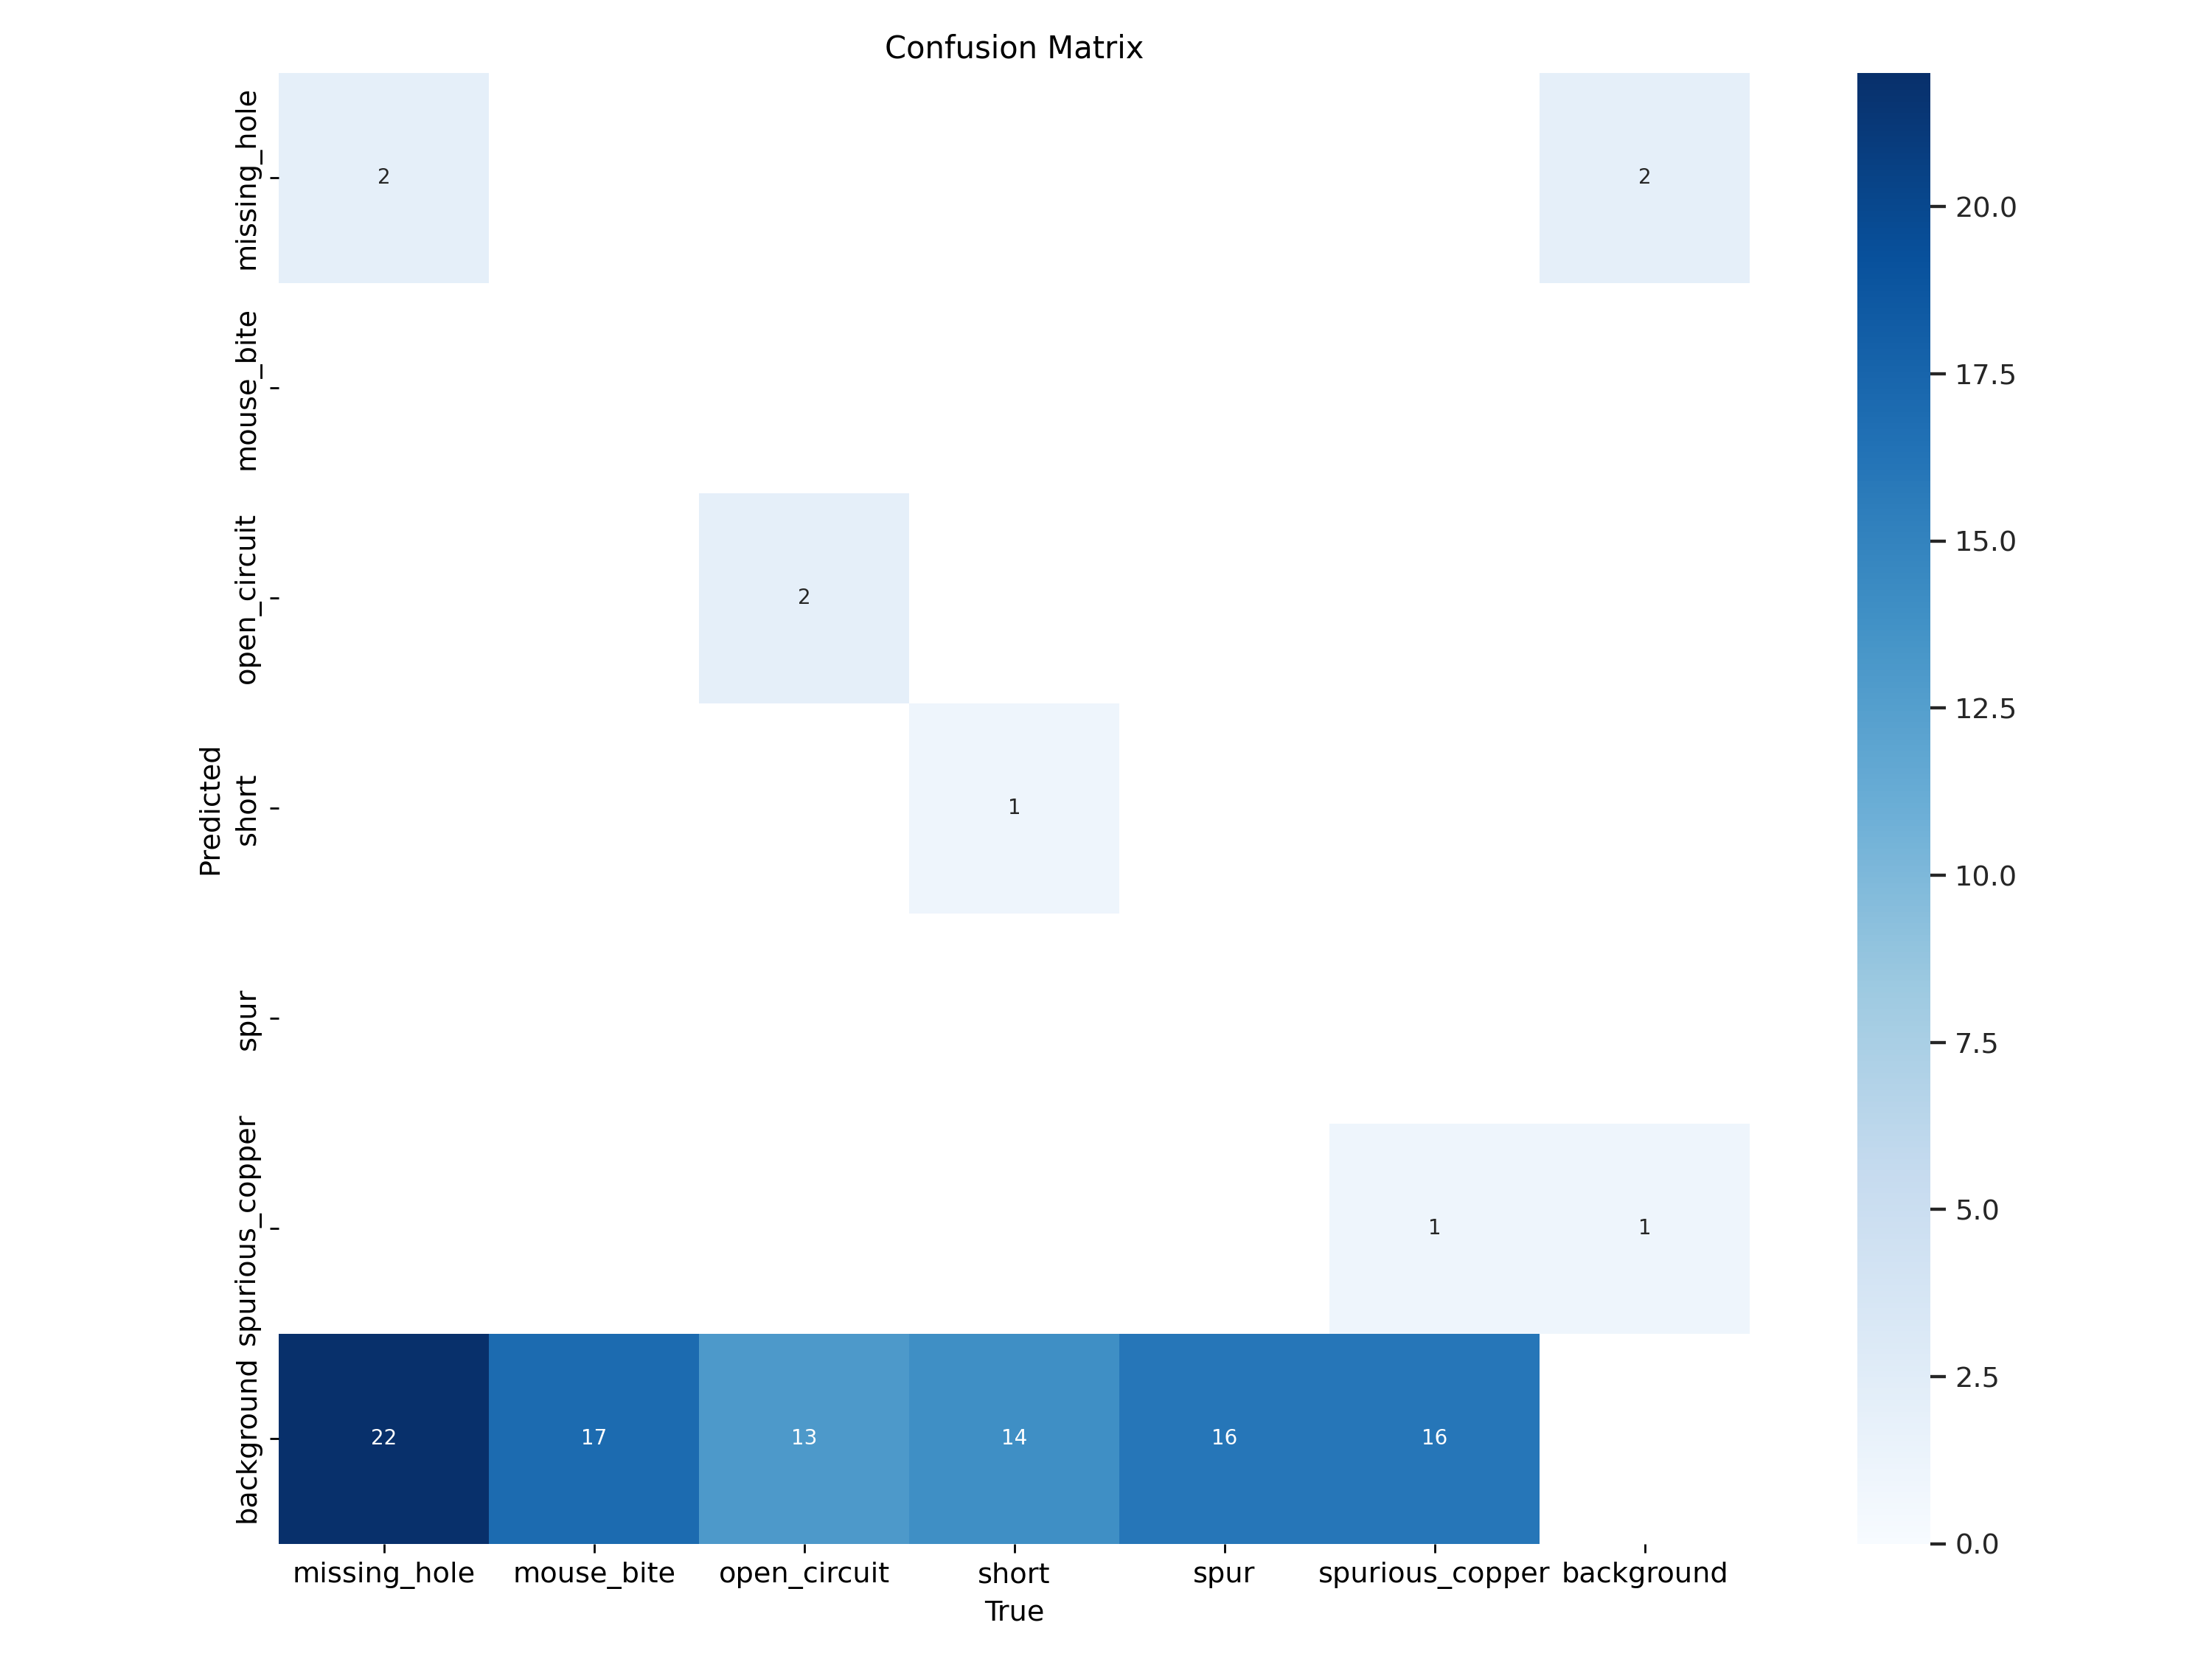 Confusion Matrix
missing_hole
mouse_bite
open_circuit
short
spur
spurious_copper
background
Predicted
2 2
2
1
1 1
22 17 13 14 16 16
missing_hole mouse_bite open_circuit short spur spurious_copper background
True
20.0
17.5
15.0
12.5
10.0
7.5
5.0
2.5
0.0